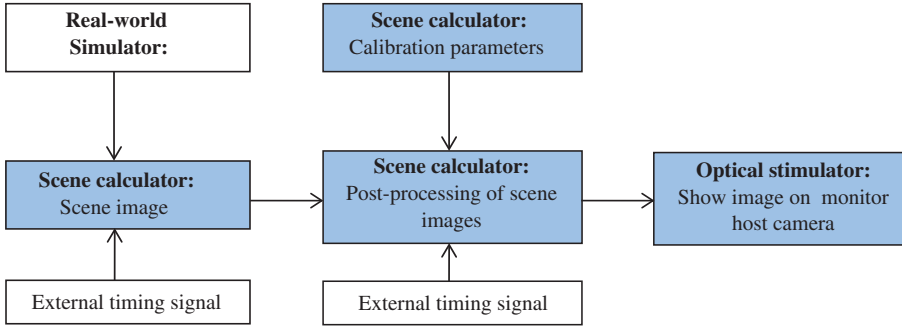 Real-world
Simulator:
Scene calculator:
Calibration parameters
Scene calculator:
Scene image
Scene calculator:
Post-processing of scene
images
Optical stimulator:
Show image on monitor
host camera
External timing signal
External timing signal